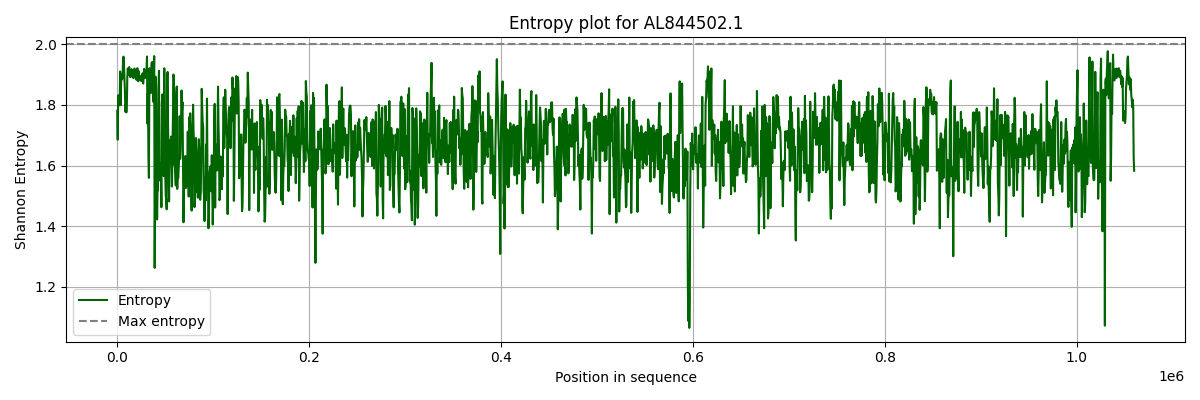 Entropy plot for AL844502.1
Shannon Entropy
2.0
1.8
1.6
1.4
1.2
Entropy
Max entropy
0.0 0.2 0.4 0.6 0.8 1.0
1e6
Position in sequence